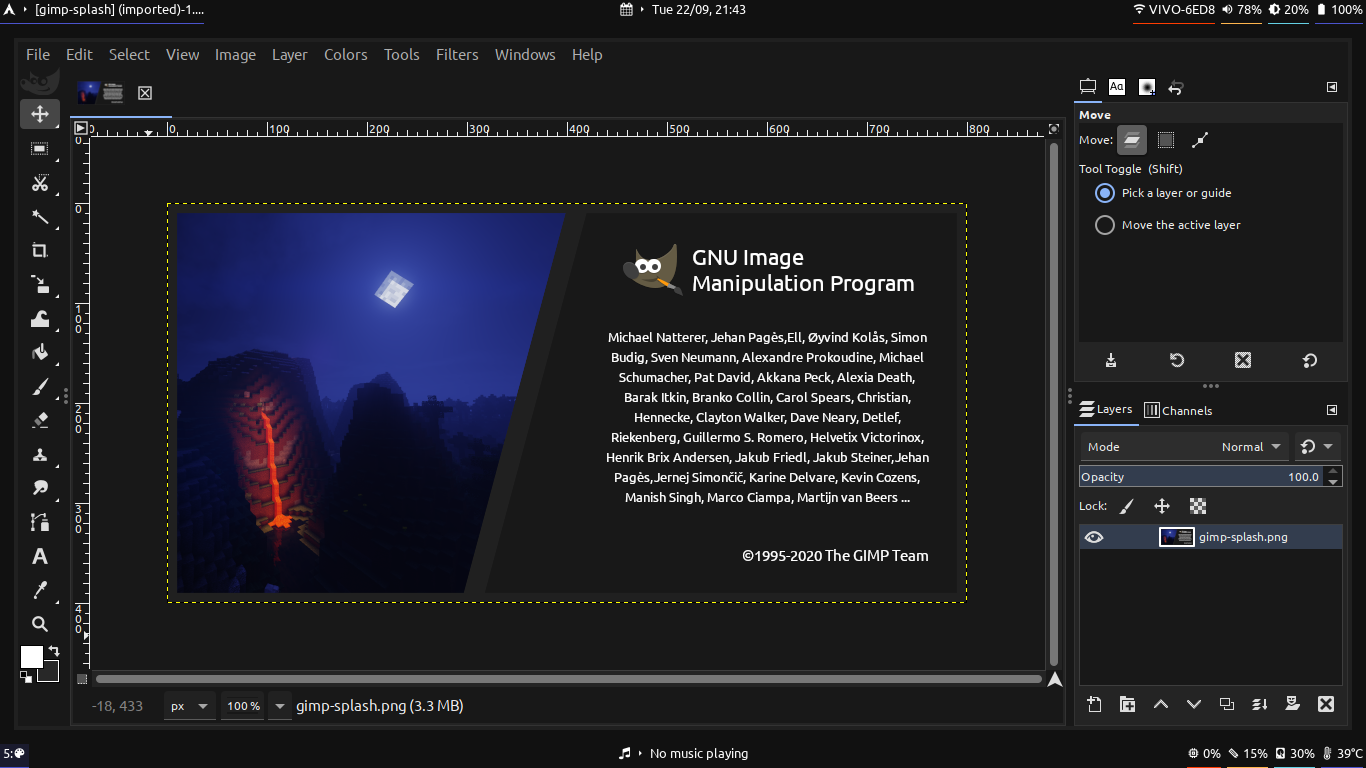 [gimp-splash] (imported)-1....
Tue 22/09, 21:43
VIVO-6ED8 78% 20% 100%
File Edit Select View Image Layer Colors Tools Filters Windows Help
0 100 200 300 400 500 600 700 800
0
100
200
300
400
GNU Image
Manipulation Program
Michael Natterer, Jehan Pagès,Ell, Øyvind Kolås, Simon
Budig, Sven Neumann, Alexandre Prokoudine, Michael
Schumacher, Pat David, Akkana Peck, Alexia Death,
Barak Itkin, Branko Collin, Carol Spears, Christian,
Hennecke, Clayton Walker, Dave Neary, Detlef,
Riekenberg, Guillermo S. Romero, Helvetix Victorinox,
Henrik Brix Andersen, Jakub Friedl, Jakub Steiner,Jehan
Pagès,Jernej Simončič, Karine Delvare, Kevin Cozens,
Manish Singh, Marco Ciampa, Martijn van Beers ...
©1995-2020 The GIMP Team
-18, 433 px 100 % gimp-splash.png (3.3 MB)
Aa
Move
Move:
Tool Toggle (Shift)
Pick a layer or guide
Move the active layer
Layers Channels
Mode Normal
Opacity 100.0
Lock:
gimp-splash.png
5:
No music playing
0% 15% 30% 39°C